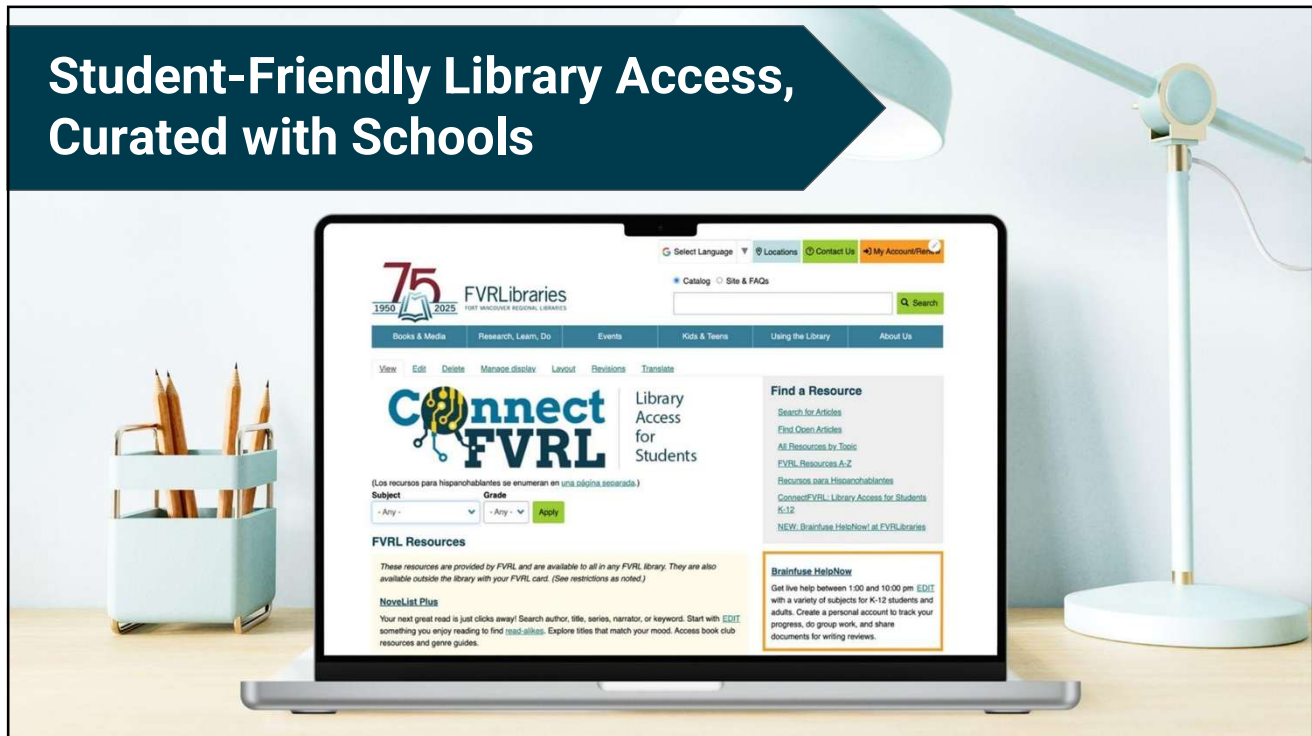 Student-Friendly Library Access,
Curated with Schools
G Select Language
Locations
Contact Us
My Account/Renew
75
1950 2025
FVRLibraries
FORT VANCOUVER REGIONAL LIBRARIES
Catalog Site & FAQs
Search
Books & Media Research, Learn, Do Events Kids & Teens Using the Library About Us
View Edit Delete Manage display Layout Revisions Translate
Connect
FVRL
Library
Access
for
Students
(Los recursos para hispanohablantes se enumeran en una página separada.)
Subject Grade
- Any - - Any - Apply
FVRL Resources
These resources are provided by FVRL and are available to all in any FVRL library. They are also
available outside the library with your FVRL card. (See restrictions as noted.)
NoveList Plus
Your next great read is just clicks away! Search author, title, series, narrator, or keyword. Start with EDIT
something you enjoy reading to find read-alikes. Explore titles that match your mood. Access book club
resources and genre guides.
Find a Resource
Search for Articles
Find Open Articles
All Resources by Topic
FVRL Resources A-Z
Recursos para Hispanohablantes
ConnectFVRL: Library Access for Students
K-12
NEW: Brainfuse HelpNow! at FVRLibraries
Brainfuse HelpNow
Get live help between 1:00 and 10:00 pm EDIT
with a variety of subjects for K-12 students and
adults. Create a personal account to track your
progress, do group work, and share
documents for writing reviews.